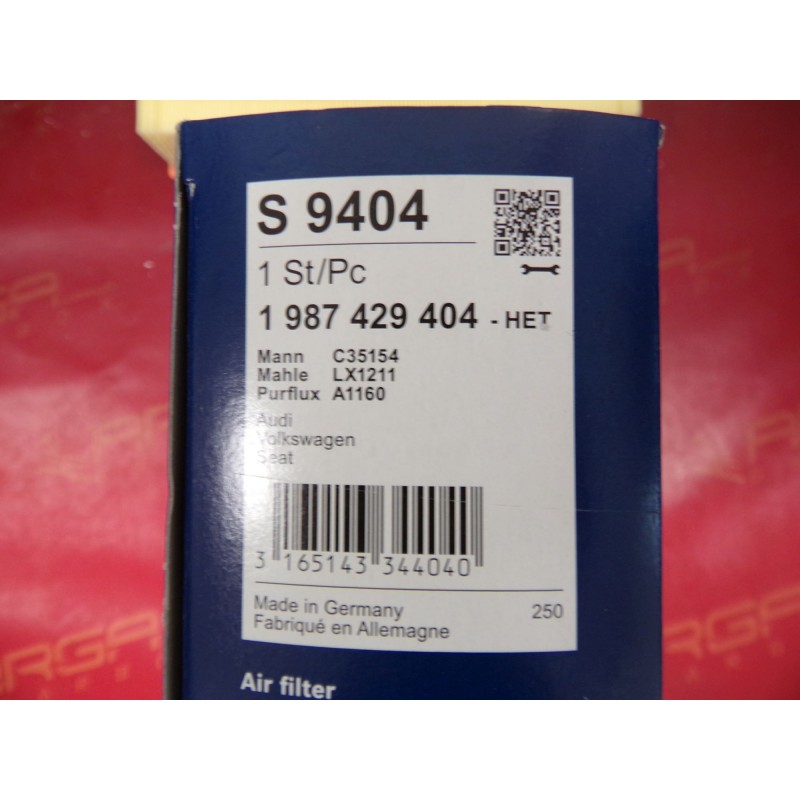 S 9404
1 St/Pc
1 987 429 404 - HET
Mann C35154
Mahle LX1211
Purflux A1160
Audi
Volkswagen
Seat
3 165143 344040
Made in Germany 250
Fabriqué en Allemagne
Air filter